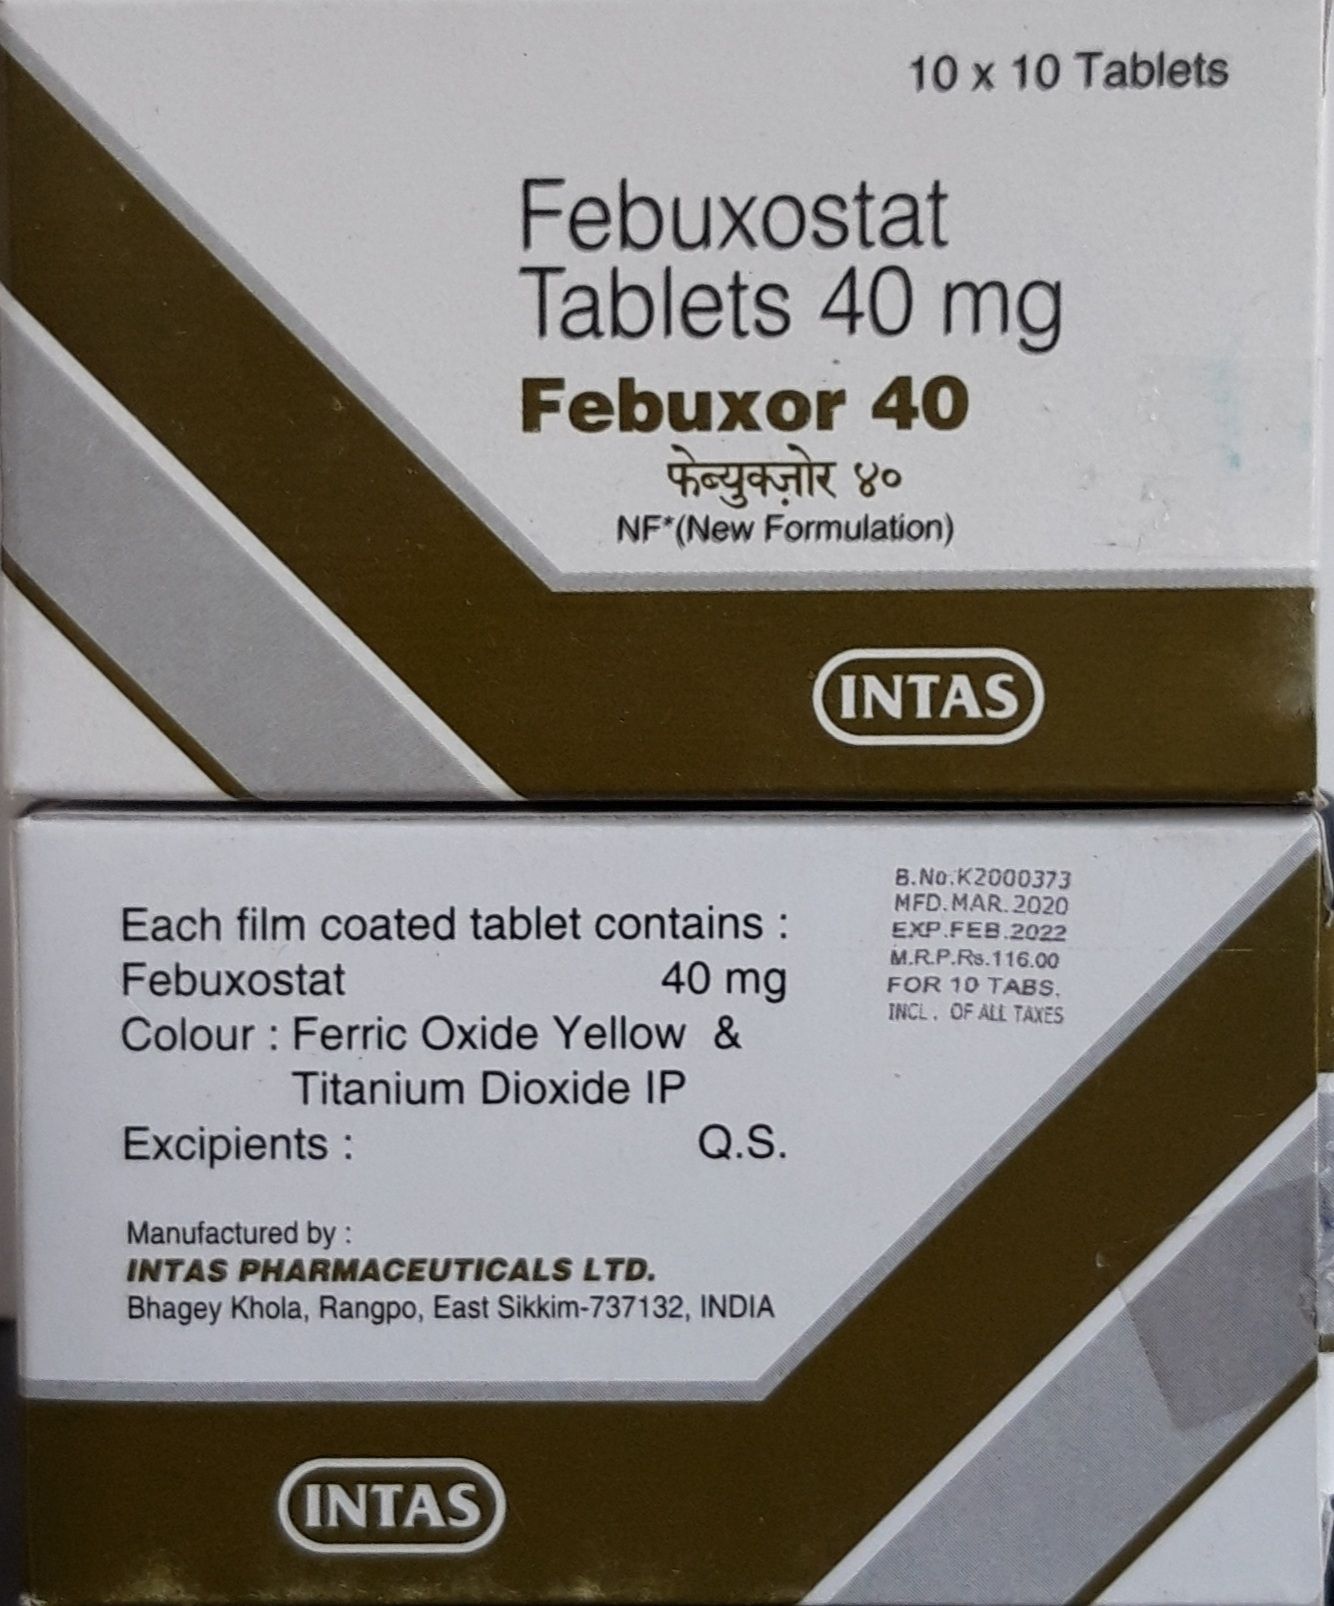 10 x 10 Tablets
Febuxostat
Tablets 40 mg
Febuxor 40
फेब्युक्ज़ोर ४०
NF*(New Formulation)
INTAS
B.No.K2000373
MFD.MAR.2020
EXP.FEB.2022
M.R.P.Rs.116.00
FOR 10 TABS.
INCL. OF ALL TAXES
Each film coated tablet contains :
Febuxostat 40 mg
Colour : Ferric Oxide Yellow &
Titanium Dioxide IP
Excipients : Q.S.
Manufactured by :
INTAS PHARMACEUTICALS LTD.
Bhagey Khola, Rangpo, East Sikkim-737132, INDIA
INTAS